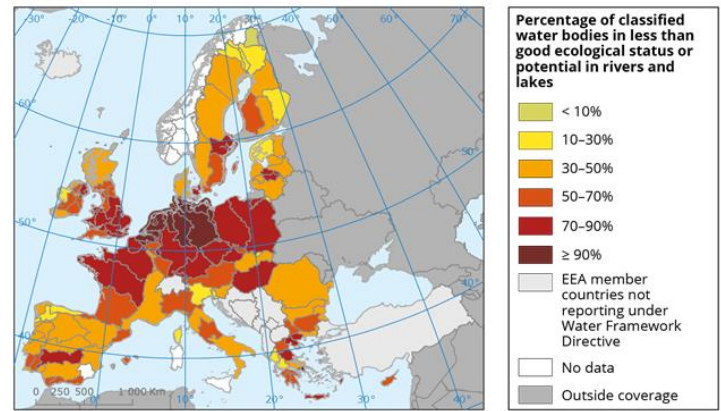 -30° -20° -10° 0° 10° 20° 30° 40° 50° 60° 70°
60°
50°
50°
40°
40°
0 250 500 1 000 Km
0° 10° 20° 30° 40°
Percentage of classified
water bodies in less than
good ecological status or
potential in rivers and
lakes
< 10%
10–30%
30–50%
50–70%
70–90%
≥ 90%
EEA member
countries not
reporting under
Water Framework
Directive
No data
Outside coverage